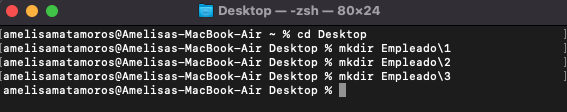 Desktop — -zsh — 80×24
[amelisamatamoros@Amelisas-MacBook-Air ~ % cd Desktop ]
[amelisamatamoros@Amelisas-MacBook-Air Desktop % mkdir Empleado\1 ]
[amelisamatamoros@Amelisas-MacBook-Air Desktop % mkdir Empleado\2 ]
[amelisamatamoros@Amelisas-MacBook-Air Desktop % mkdir Empleado\3 ]
amelisamatamoros@Amelisas-MacBook-Air Desktop %